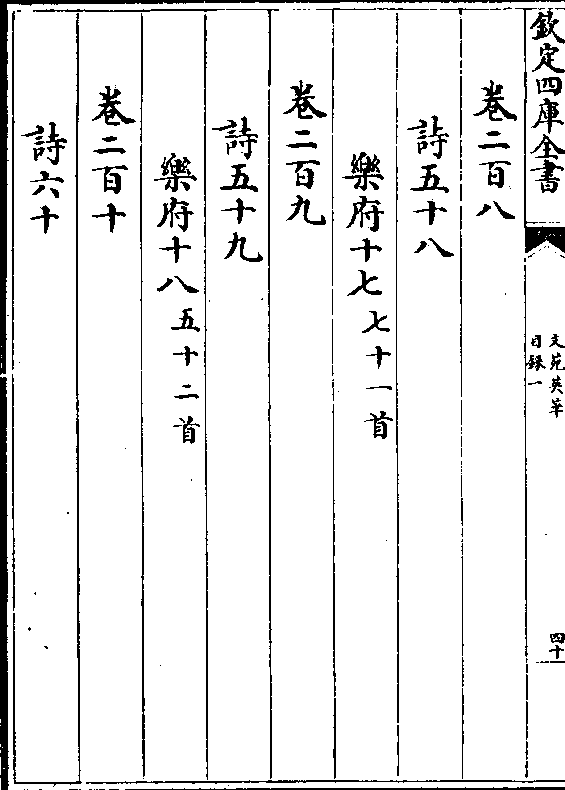 欽定四庫全書
文苑英華
目録一
四十
卷二百八
詩五十八
樂府十七七十一首
卷二百九
詩五十九
樂府十八五十二首
卷二百十
詩六十